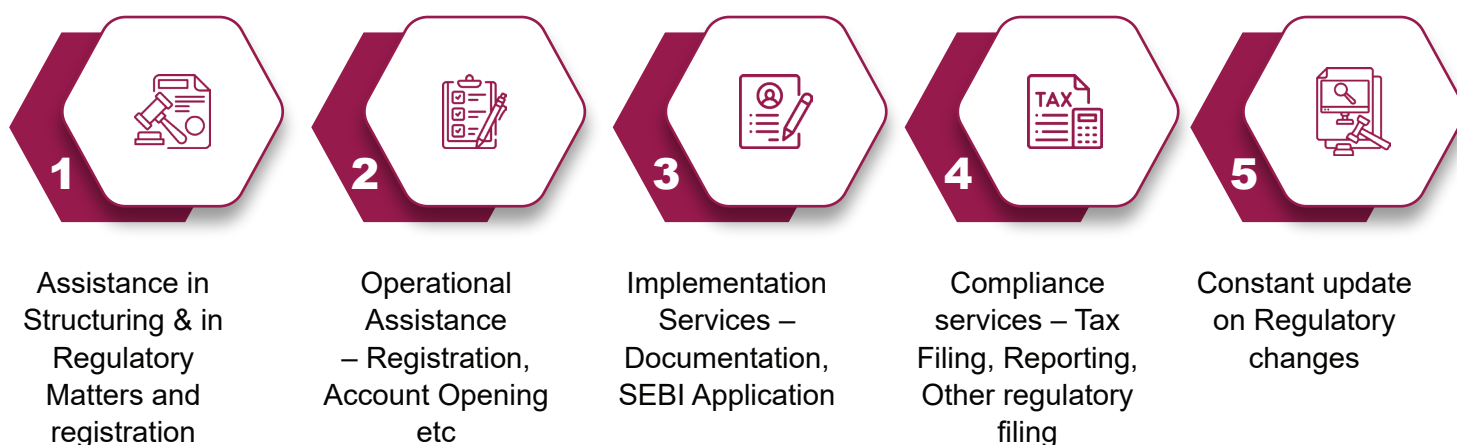 1
Assistance in
Structuring & in
Regulatory
Matters and
registration
2
Operational
Assistance
– Registration,
Account Opening
etc
3
Implementation
Services –
Documentation,
SEBI Application
TAX
4
Compliance
services – Tax
Filing, Reporting,
Other regulatory
filing
5
Constant update
on Regulatory
changes